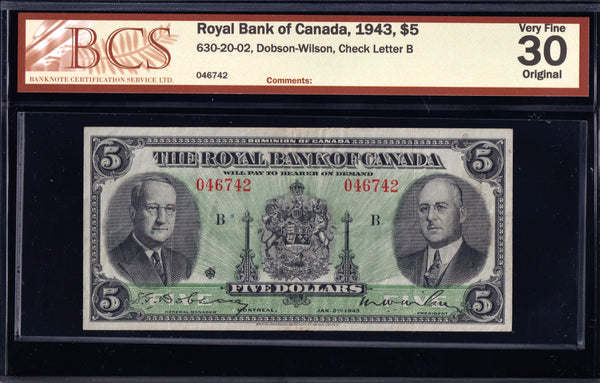 BCS
BANKNOTE CERTIFICATION SERVICE LTD.
Royal Bank of Canada, 1943, $5
630-20-02, Dobson-Wilson, Check Letter B
046742
Comments:
Very Fine
30
Original
DOMINION OF CANADA
5 THE ROYAL BANK OF CANADA 5
WILL PAY TO BEARER ON DEMAND
046742 046742
B B
5 FIVE DOLLARS 5
GENERAL MANAGER MONTREAL, JAN. 2ND 1943 PRESIDENT